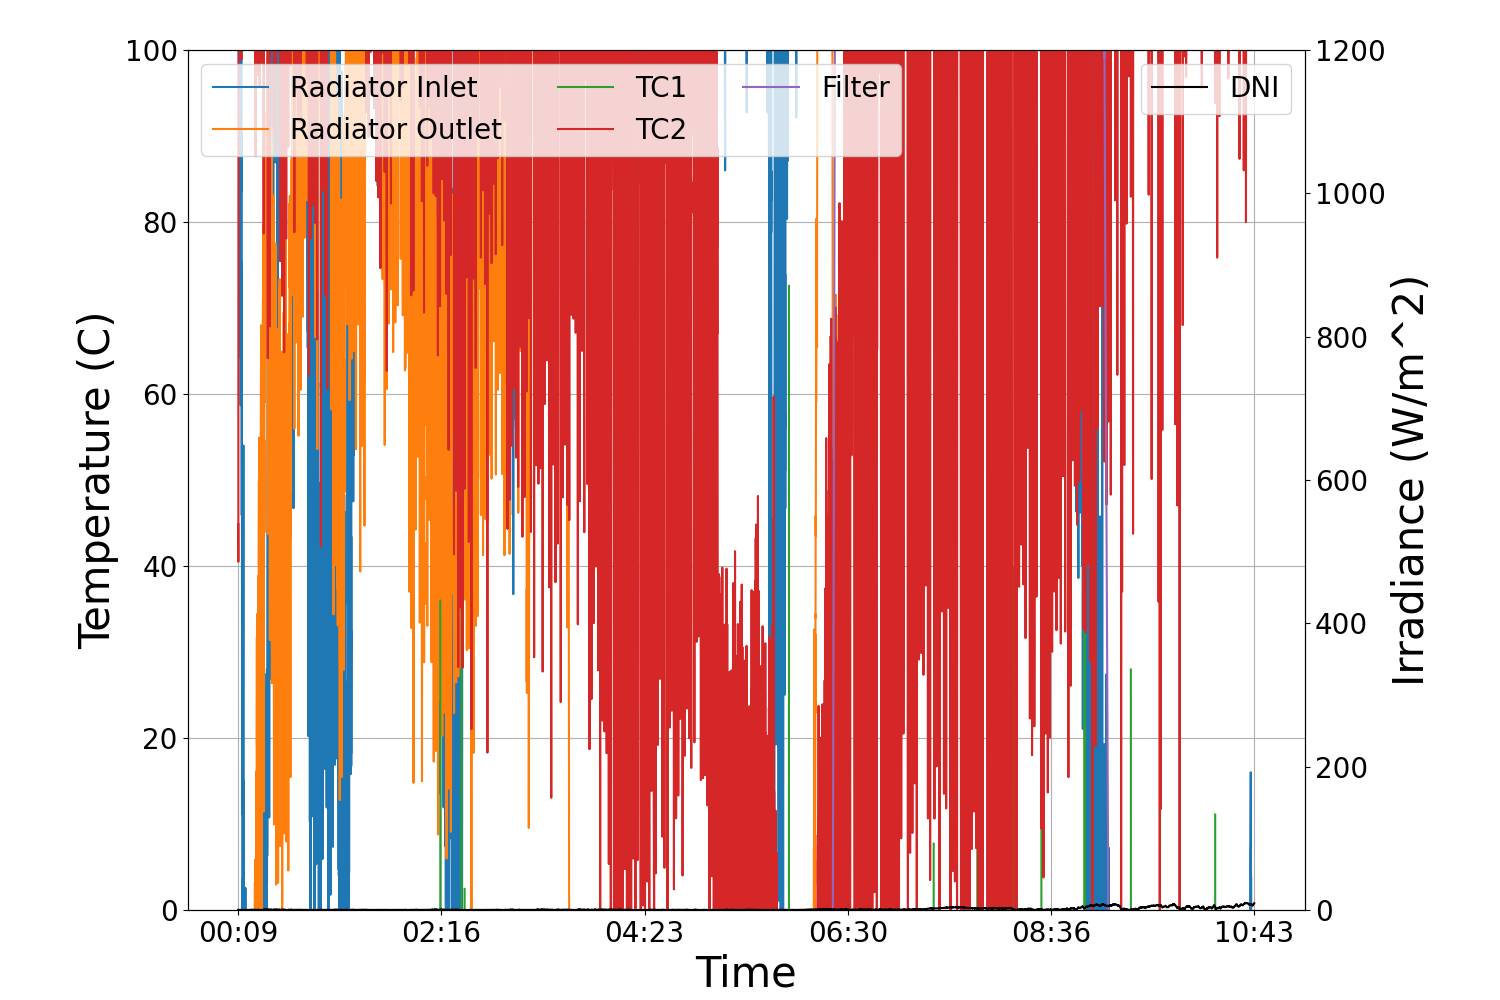 100
80
60
40
20
0
Temperature (C)
Radiator Inlet
Radiator Outlet
TC1
TC2
Filter
DNI
1200
1000
800
600
400
200
0
Irradiance (W/m^2)
00:09
02:16
04:23
06:30
08:36
10:43
Time